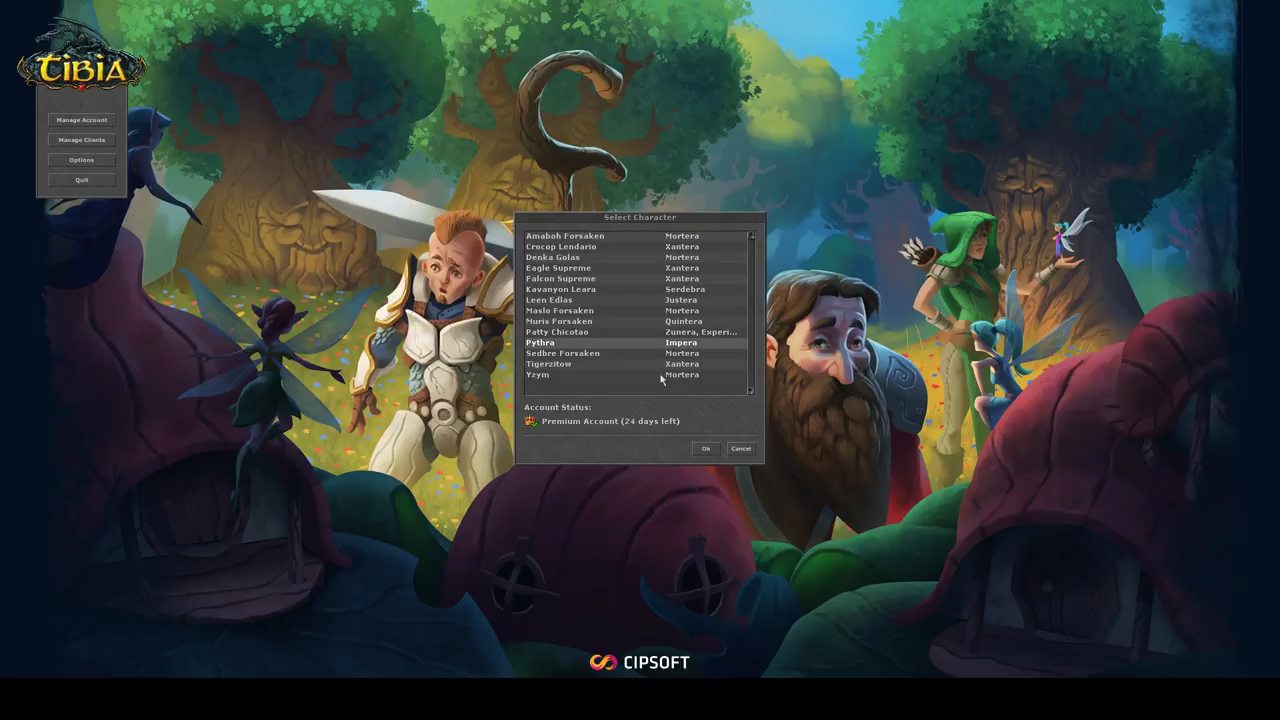 TIBIA
Manage Account
Manage Clients
Options
Quit
Select Character
Amaboh Forsaken Mortera
Crocop Lendario Xantera
Denka Golas Mortera
Eagle Supreme Xantera
Falcon Supreme Xantera
Kavanyon Leara Serdebra
Leen Edlas Justera
Maslo Forsaken Mortera
Muris Forsaken Quintera
Patty Chicotao Zunera, Experi...
Pythra Impera
Sedbre Forsaken Mortera
Tigerzitow Xantera
Yzym Mortera
Account Status:
Premium Account (24 days left)
Ok Cancel
CIPSOFT